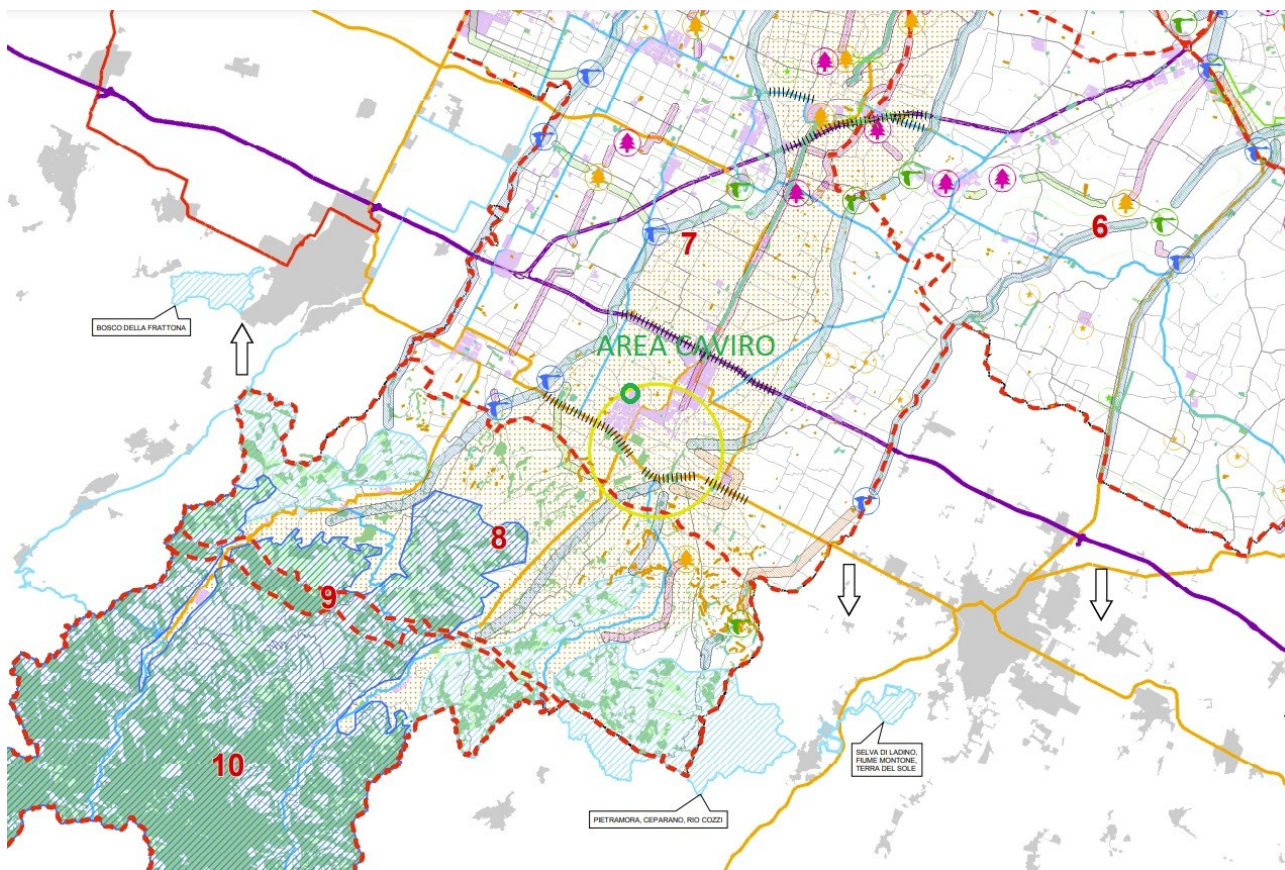 6
7
BOSCO DELLA FRATTONA
AREA CAVIRO
8
9
10
SELVA DI LADINO,
FIUME MONTONE,
TERRA DEL SOLE
PIETRAMORA, CEPARANO, RIO COZZI